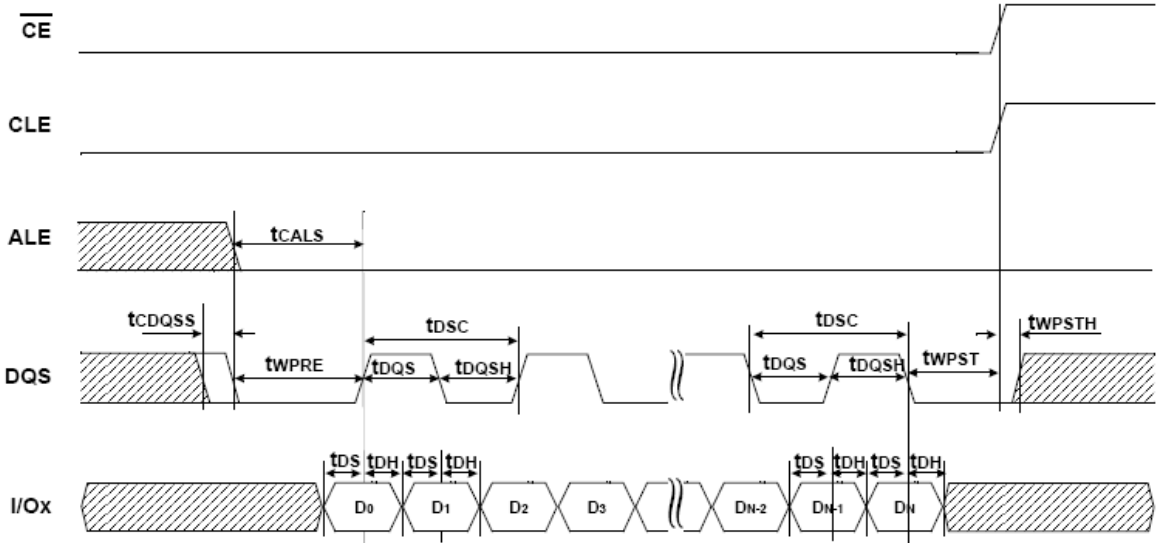 CE
CLE
ALE
tCALS
tCDQSS
tDSC
tDSC
tWPSTH
DQS
tWPRE
tDQS
tDQSH
tDQS
tDQSH
tWPST
tDS
tDH
tDS
tDH
tDS
tDH
tDS
tDH
I/Ox
D0
D1
D2
D3
DN-2
DN-1
DN